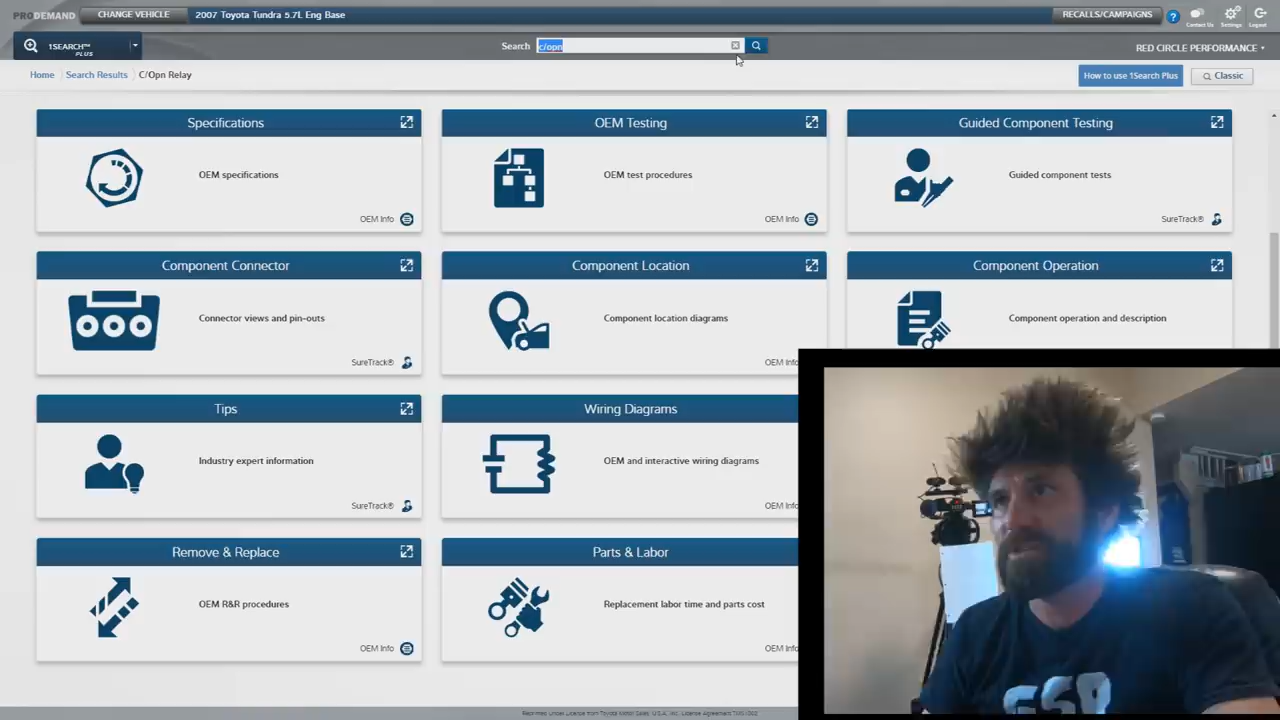 PRODEMAND
CHANGE VEHICLE
2007 Toyota Tundra 5.7L Eng Base
RECALLS/CAMPAIGNS
?
Contact Us
Settings
Logout
1SEARCH™
PLUS
Search
c/opn
RED CIRCLE PERFORMANCE
Home
Search Results
C/Opn Relay
How to use 1Search Plus
Classic
Specifications
OEM specifications
OEM Info
OEM Testing
OEM test procedures
OEM Info
Guided Component Testing
Guided component tests
SureTrack®
Component Connector
Connector views and pin-outs
SureTrack®
Component Location
Component location diagrams
OEM Info
Component Operation
Component operation and description
Tips
Industry expert information
SureTrack®
Wiring Diagrams
OEM and interactive wiring diagrams
OEM Info
Remove & Replace
OEM R&R procedures
OEM Info
Parts & Labor
Replacement labor time and parts cost
OEM Info